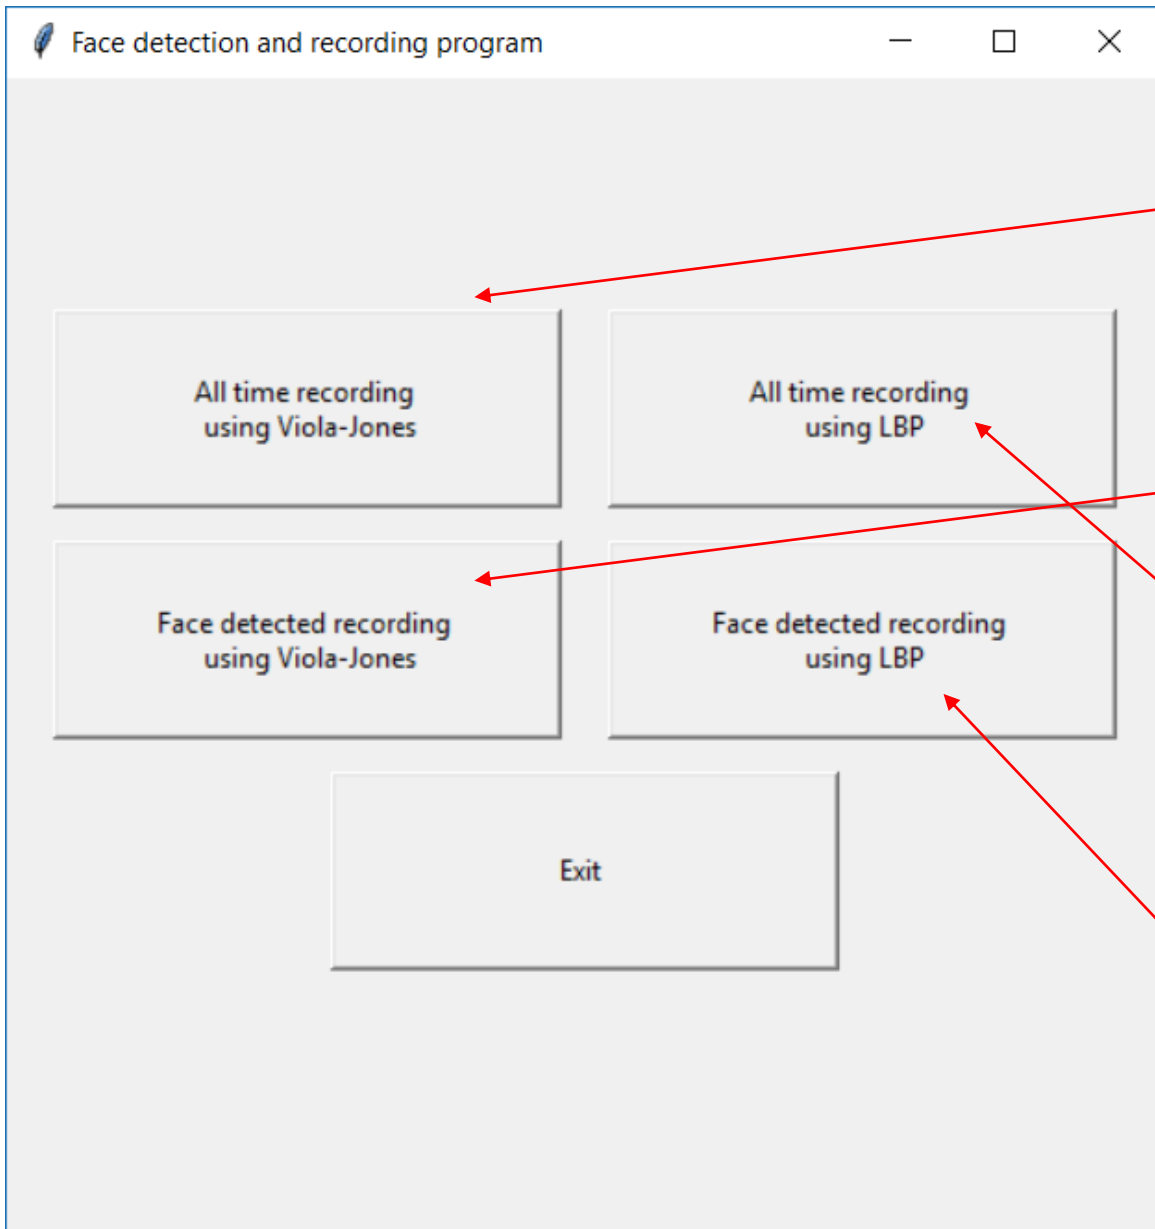 Face detection and recording program
All time recording
using Viola-Jones
All time recording
using LBP
Face detected recording
using Viola-Jones
Face detected recording
using LBP
Exit